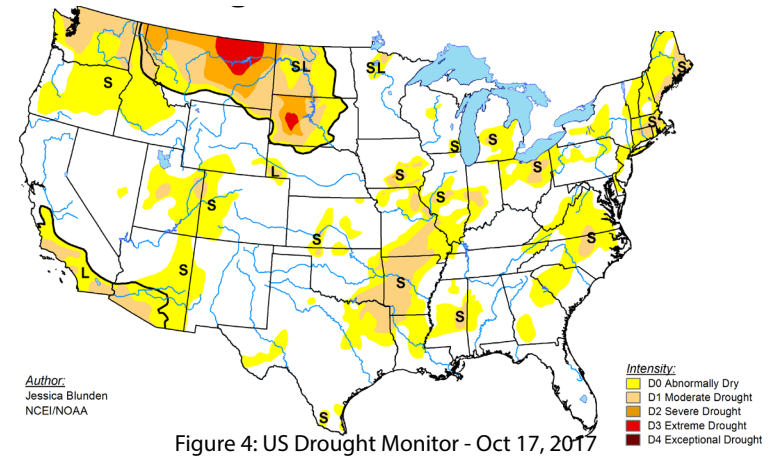 S
SL
SL
S
S
S
S
S
L
S
S
S
S
S
L
S
S
S
S
Author:
Jessica Blunden
NCEI/NOAA
Intensity:
D0 Abnormally Dry
D1 Moderate Drought
D2 Severe Drought
D3 Extreme Drought
D4 Exceptional Drought
Figure 4: US Drought Monitor - Oct 17, 2017